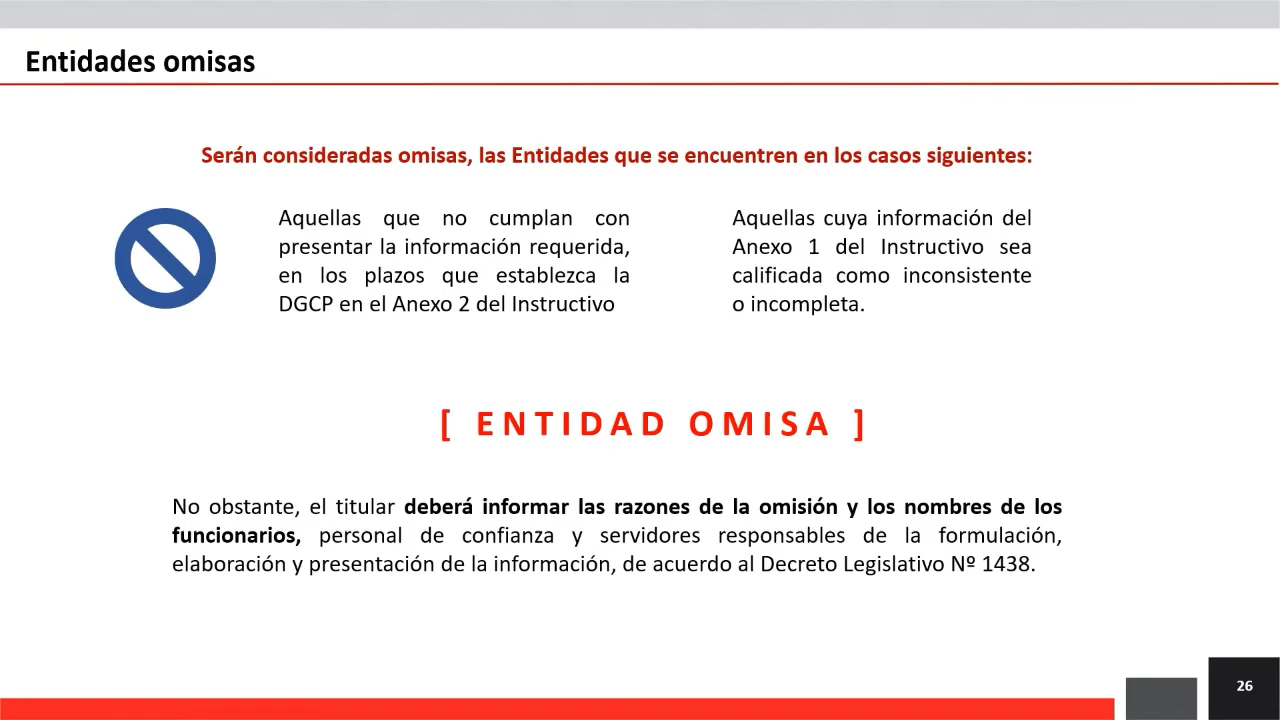 Entidades omisas
Serán consideradas omisas, las Entidades que se encuentren en los casos siguientes:
Aquellas que no cumplan con
presentar la información requerida,
en los plazos que establezca la
DGCP en el Anexo 2 del Instructivo
Aquellas cuya información del
Anexo 1 del Instructivo sea
calificada como inconsistente
o incompleta.
[ ENTIDAD OMISA ]
No obstante, el titular deberá informar las razones de la omisión y los nombres de los
funcionarios, personal de confianza y servidores responsables de la formulación,
elaboración y presentación de la información, de acuerdo al Decreto Legislativo Nº 1438.
26